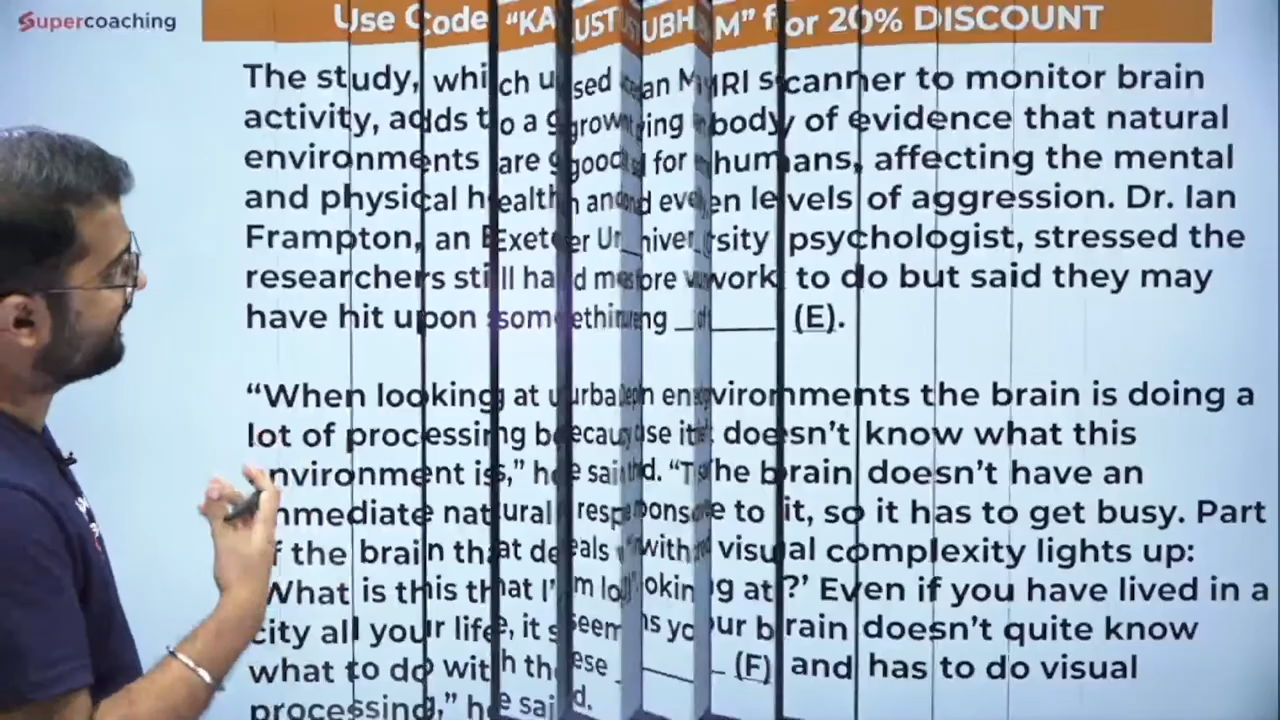 Supercoaching
Use Code "KAUSTUBHAM" for 20% DISCOUNT
The study, which used an MRI scanner to monitor brain
activity, adds to a growing body of evidence that natural
environments are good for humans, affecting the mental
and physical health and even levels of aggression. Dr. Ian
Frampton, an Exeter University psychologist, stressed the
researchers still had more work to do but said they may
have hit upon something ______ (E).
"When looking at urban environments the brain is doing a
lot of processing because it doesn't know what this
environment is," he said. "The brain doesn't have an
mmediate natural response to it, so it has to get busy. Part
f the brain that deals with visual complexity lights up:
What is this that I'm looking at?' Even if you have lived in a
city all your life, it seems your brain doesn't quite know
what to do with these ______ (F) and has to do visual
processing," he said.